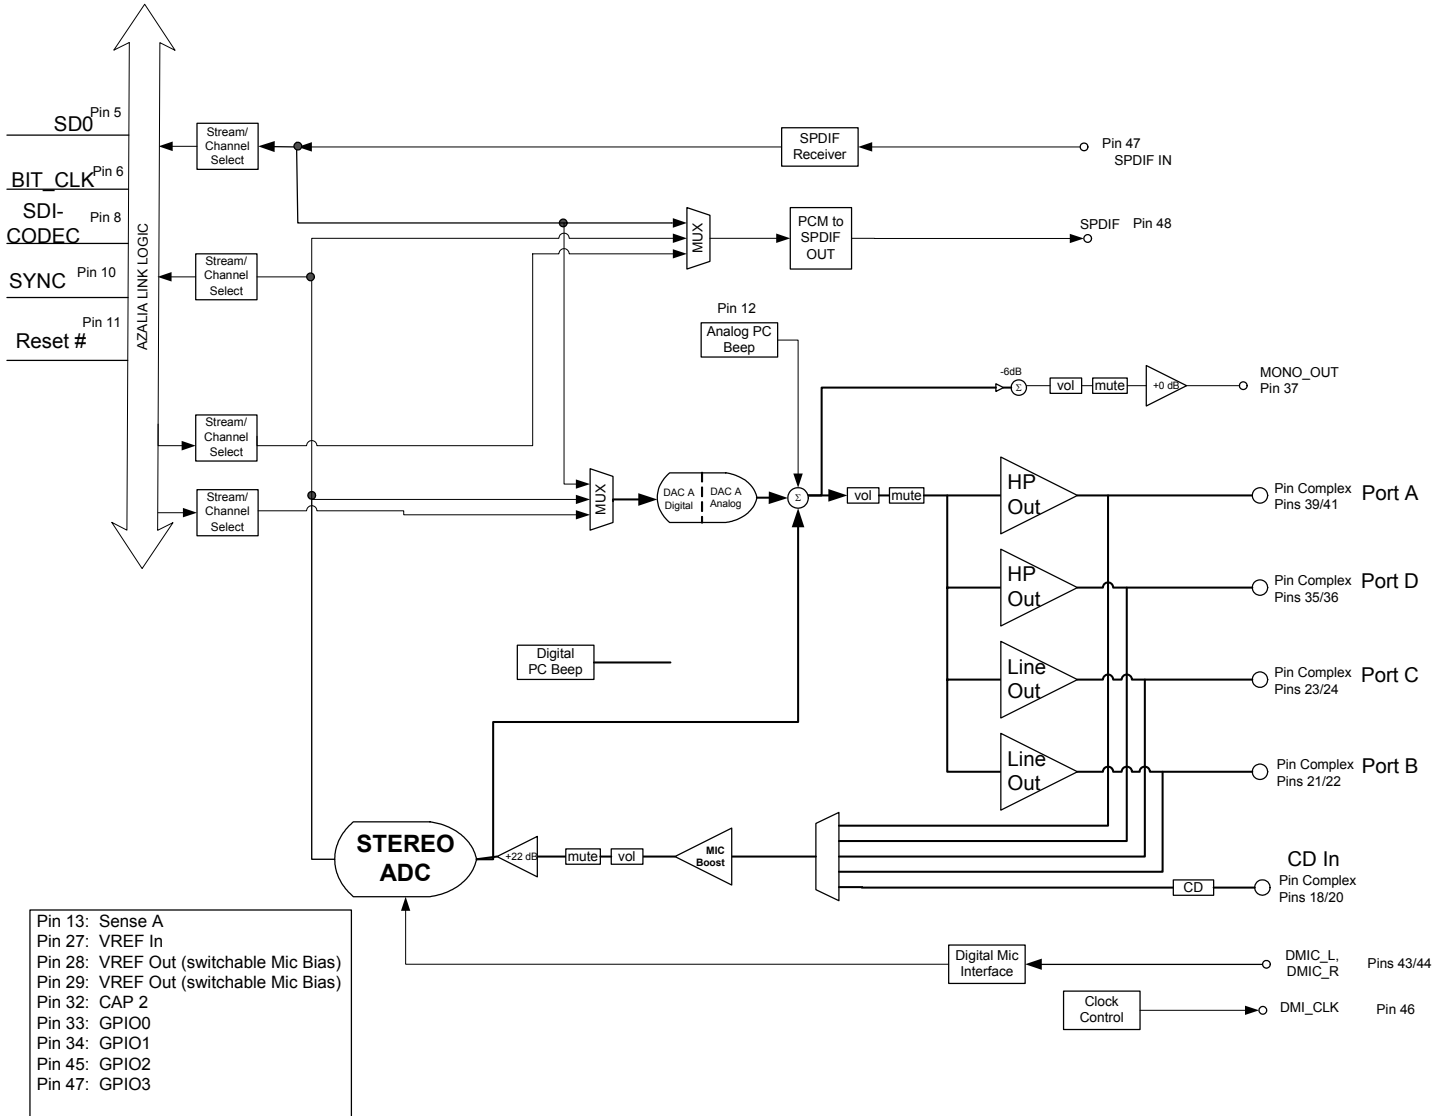 SD0
Pin 5
BIT_CLK
Pin 6
SDI-
CODEC
Pin 8
SYNC
Pin 10
Pin 11
Reset #
AZALIA LINK LOGIC
Stream/
Channel
Select
Stream/
Channel
Select
Stream/
Channel
Select
Stream/
Channel
Select
SPDIF
Receiver
Pin 47
SPDIF IN
MUX
PCM to
SPDIF
OUT
SPDIF
Pin 48
Pin 12
Analog PC
Beep
-6dB
Σ
vol
mute
+0 dB
MONO_OUT
Pin 37
MUX
DAC A
Digital
DAC A
Analog
Σ
vol
mute
HP
Out
Pin Complex
Pins 39/41
Port A
HP
Out
Pin Complex
Pins 35/36
Port D
Digital
PC Beep
Line
Out
Pin Complex
Pins 23/24
Port C
Line
Out
Pin Complex
Pins 21/22
Port B
STEREO
ADC
+22 dB
mute
vol
MIC
Boost
CD
CD In
Pin Complex
Pins 18/20
Digital Mic
Interface
DMIC_L,
DMIC_R
Pins 43/44
Clock
Control
DMI_CLK
Pin 46
Pin 13: Sense A
Pin 27: VREF In
Pin 28: VREF Out (switchable Mic Bias)
Pin 29: VREF Out (switchable Mic Bias)
Pin 32: CAP 2
Pin 33: GPIO0
Pin 34: GPIO1
Pin 45: GPIO2
Pin 47: GPIO3